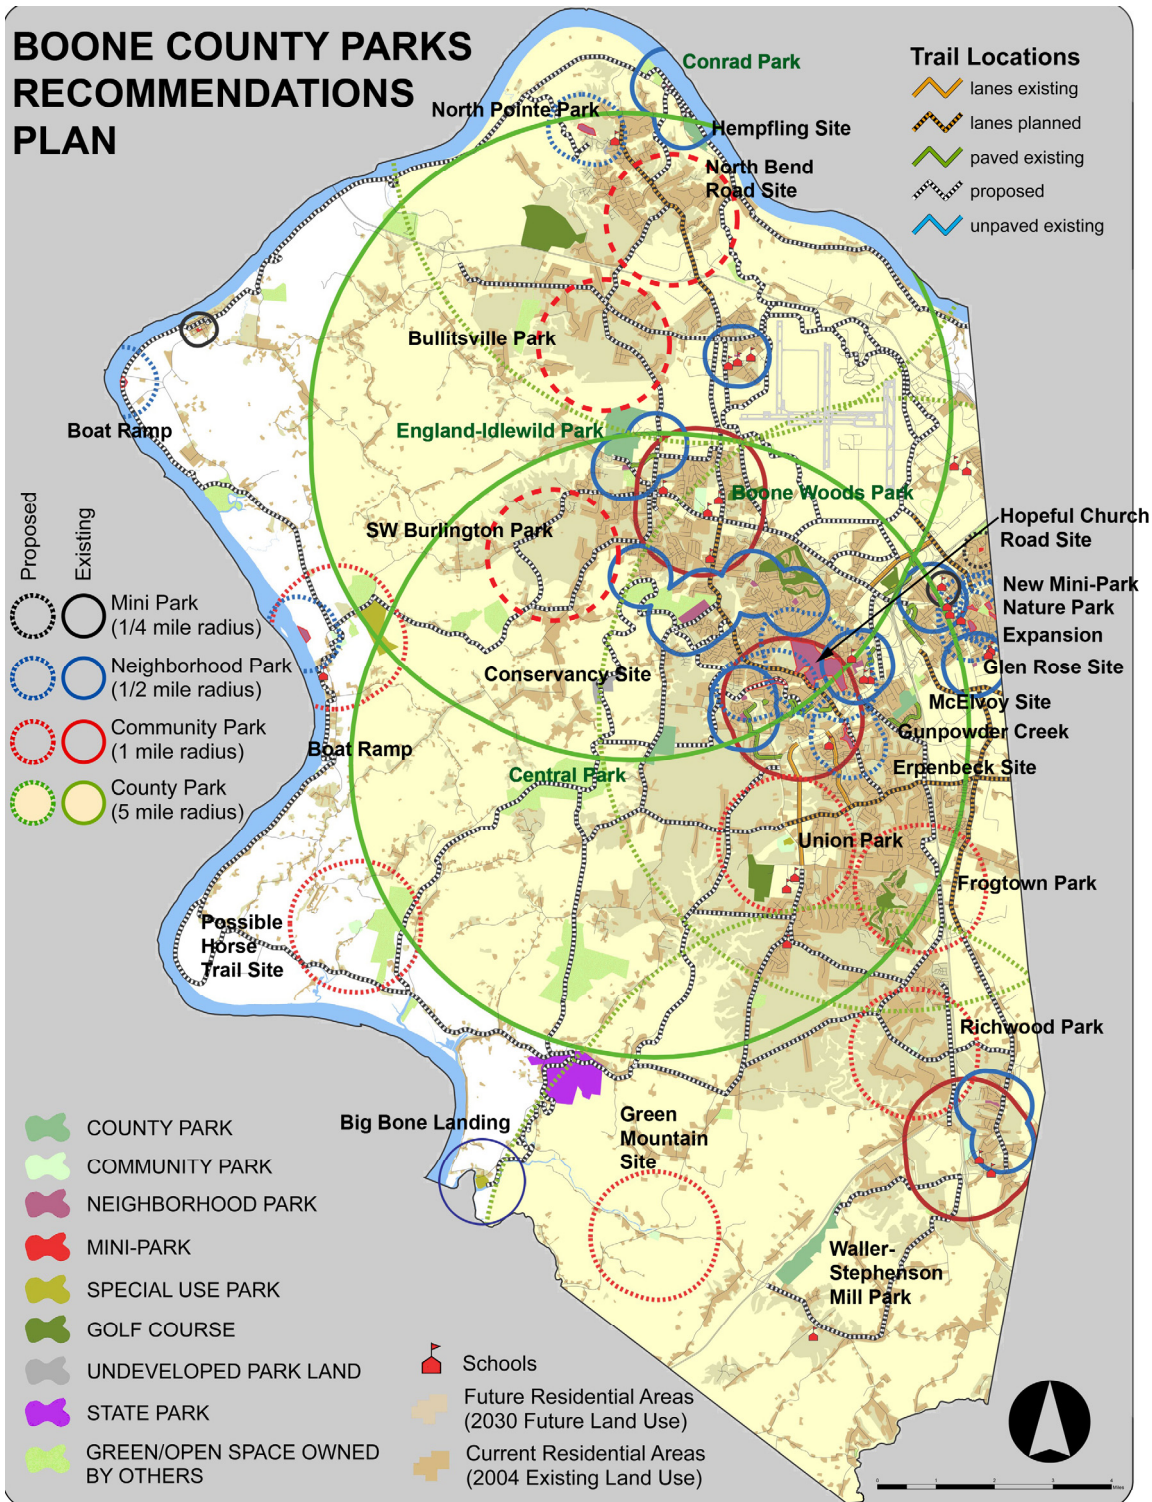 BOONE COUNTY PARKS
RECOMMENDATIONS
PLAN
Trail Locations
lanes existing
lanes planned
paved existing
proposed
unpaved existing
Conrad Park
North Pointe Park
Hempfling Site
North Bend
Road Site
Bullitsville Park
Boat Ramp
England-Idlewild Park
Boone Woods Park
SW Burlington Park
Hopeful Church
Road Site
New Mini-Park
Nature Park
Expansion
Glen Rose Site
Conservancy Site
McElvoy Site
Gunpowder Creek
Boat Ramp
Central Park
Erpenbeck Site
Union Park
Frogtown Park
Possible
Horse
Trail Site
Richwood Park
Big Bone Landing
Green
Mountain
Site
Waller-
Stephenson
Mill Park
Proposed
Existing
Mini Park
(1/4 mile radius)
Neighborhood Park
(1/2 mile radius)
Community Park
(1 mile radius)
County Park
(5 mile radius)
COUNTY PARK
COMMUNITY PARK
NEIGHBORHOOD PARK
MINI-PARK
SPECIAL USE PARK
GOLF COURSE
UNDEVELOPED PARK LAND
STATE PARK
GREEN/OPEN SPACE OWNED
BY OTHERS
Schools
Future Residential Areas
(2030 Future Land Use)
Current Residential Areas
(2004 Existing Land Use)
0 1 2 3 4
Miles